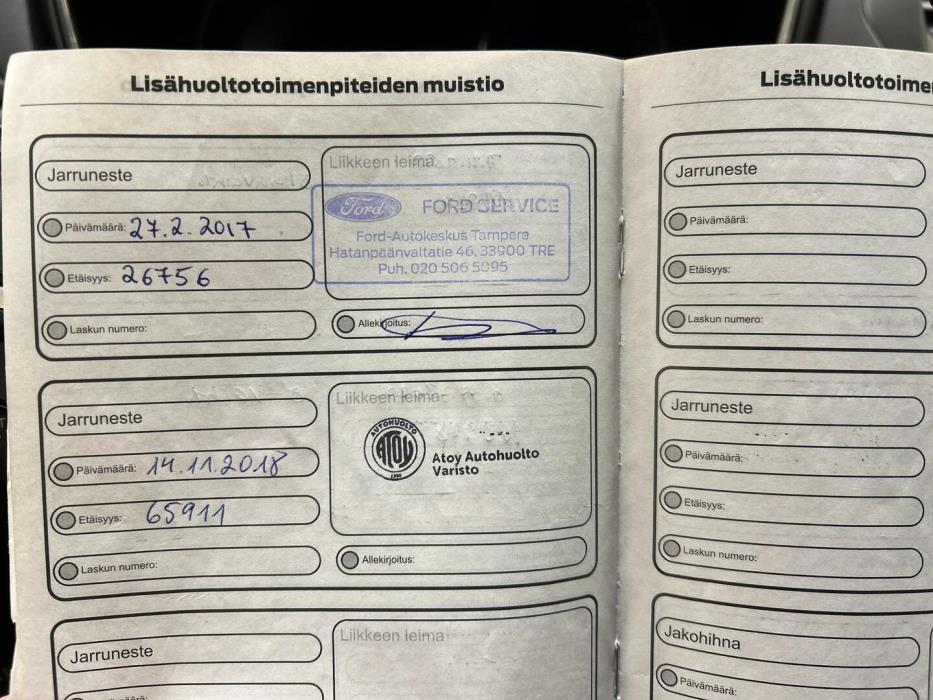 Lisähuoltotoimenpiteiden muistio
Jarruneste
Päivämäärä: 27.2.2017
Etäisyys: 26756
Laskun numero:
Liikkeen leima
Ford FORD SERVICE
Ford-Autokeskus Tampere
Hatanpäänvaltatie 46, 33900 TRE
Puh. 020 506 5095
Allekirjoitus:
Jarruneste
Päivämäärä: 14.11.2018
Etäisyys: 65911
Laskun numero:
Liikkeen leima
AUTOHUOLTO
ATOY
Atoy Autohuolto
Varisto
Allekirjoitus:
Jarruneste
Liikkeen leima
Lisähuoltotoime
Jarruneste
Päivämäärä:
Etäisyys:
Laskun numero:
Jarruneste
Päivämäärä:
Etäisyys:
Laskun numero:
Jakohihna
Päivämäärä: